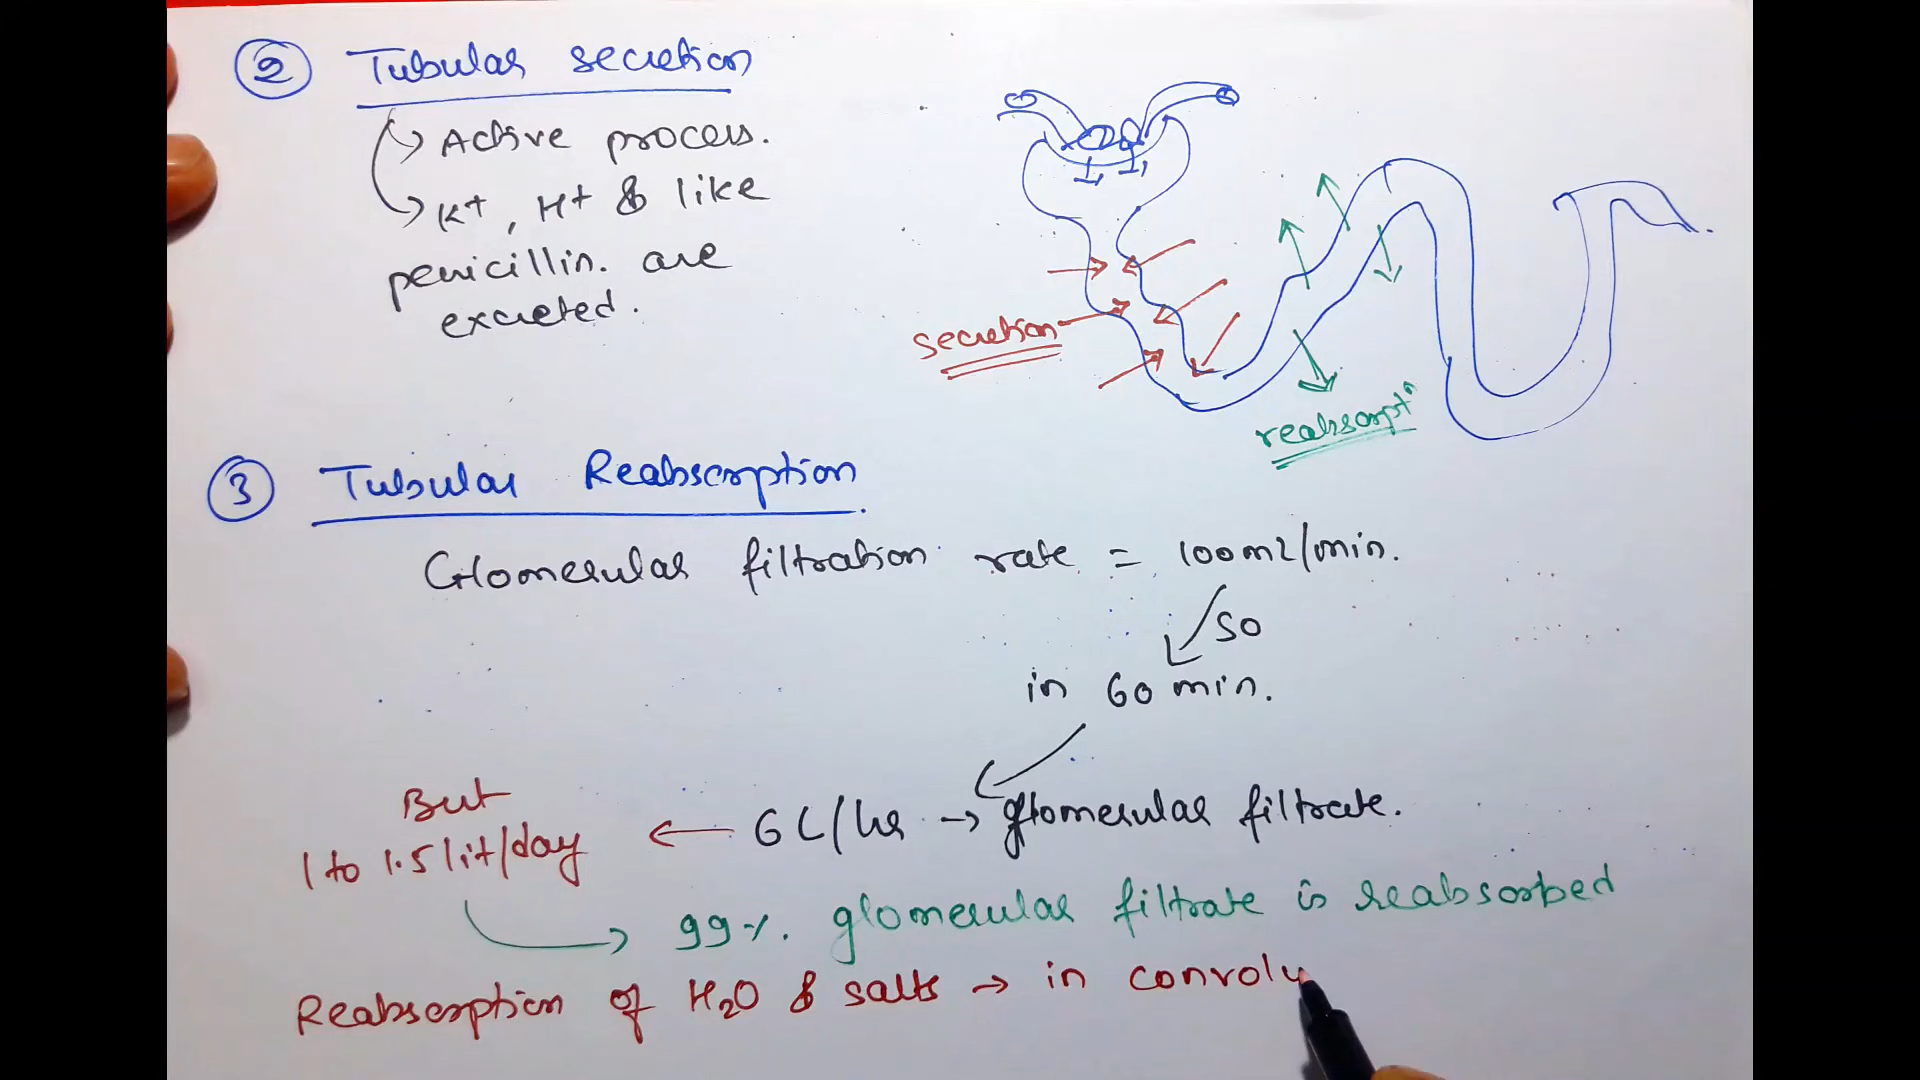 2 Tubular secretion
Active process.
K+, H+ & like
penicillin. are
excreted.
secretion
reabsorptⁿ
3 Tubular Reabsorption
Glomerular filtration rate = 100ml/min.
so
in 60 min.
But
1 to 1.5 lit/day ← 6L/hr → glomerular filtrate.
→ 99%. glomerular filtrate is reabsorbed
Reabsorption of H2O & salts → in convolu